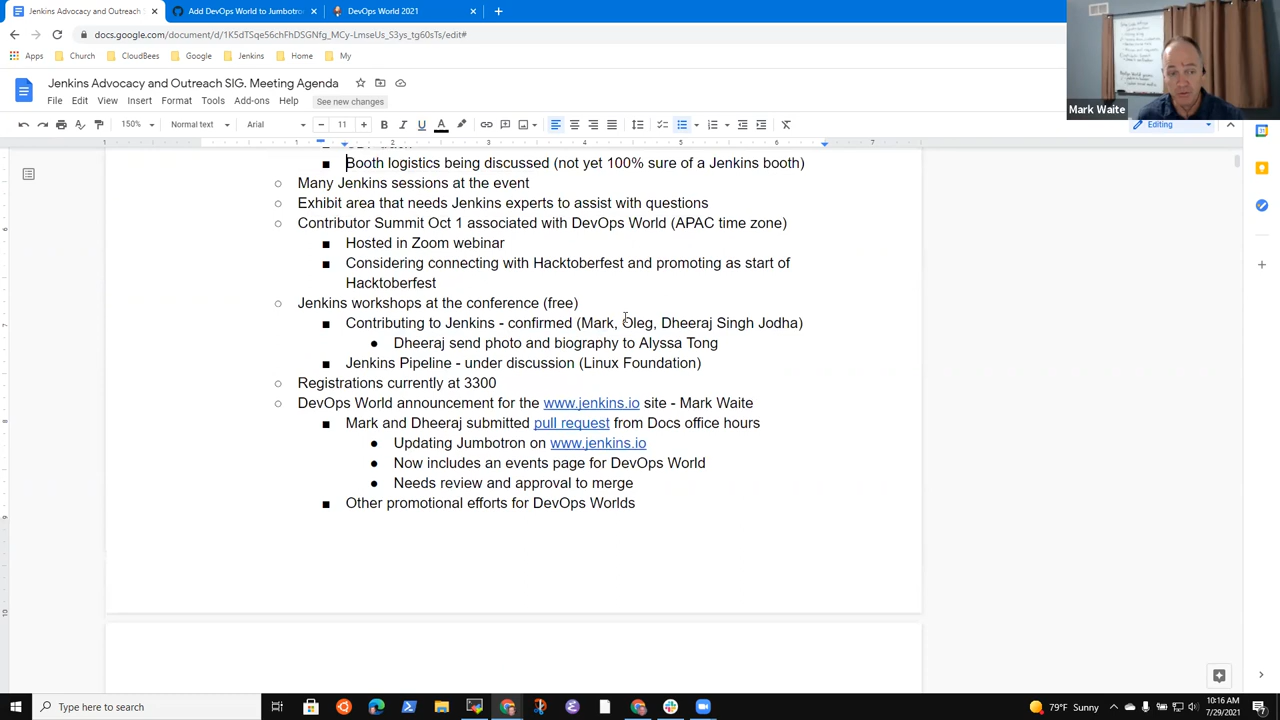 Jenkins Advocacy and Outreach S
Add DevOps World to Jumbotron
DevOps World 2021
Apps
Church
CloudBees
Google
Jenkins
Home
My
Jenkins Advocacy and Outreach SIG. Meeting Agenda
File Edit View Insert Format Tools Add-ons Help See new changes
150% Normal text Arial 11 Editing
Mark Waite
Booth logistics being discussed (not yet 100% sure of a Jenkins booth)
Many Jenkins sessions at the event
Exhibit area that needs Jenkins experts to assist with questions
Contributor Summit Oct 1 associated with DevOps World (APAC time zone)
Hosted in Zoom webinar
Considering connecting with Hacktoberfest and promoting as start of
Hacktoberfest
Jenkins workshops at the conference (free)
Contributing to Jenkins - confirmed (Mark, Oleg, Dheeraj Singh Jodha)
Dheeraj send photo and biography to Alyssa Tong
Jenkins Pipeline - under discussion (Linux Foundation)
Registrations currently at 3300
DevOps World announcement for the www.jenkins.io site - Mark Waite
Mark and Dheeraj submitted pull request from Docs office hours
Updating Jumbotron on www.jenkins.io
Now includes an events page for DevOps World
Needs review and approval to merge
Other promotional efforts for DevOps Worlds
Type here to search
79°F Sunny
10:16 AM
7/29/2021